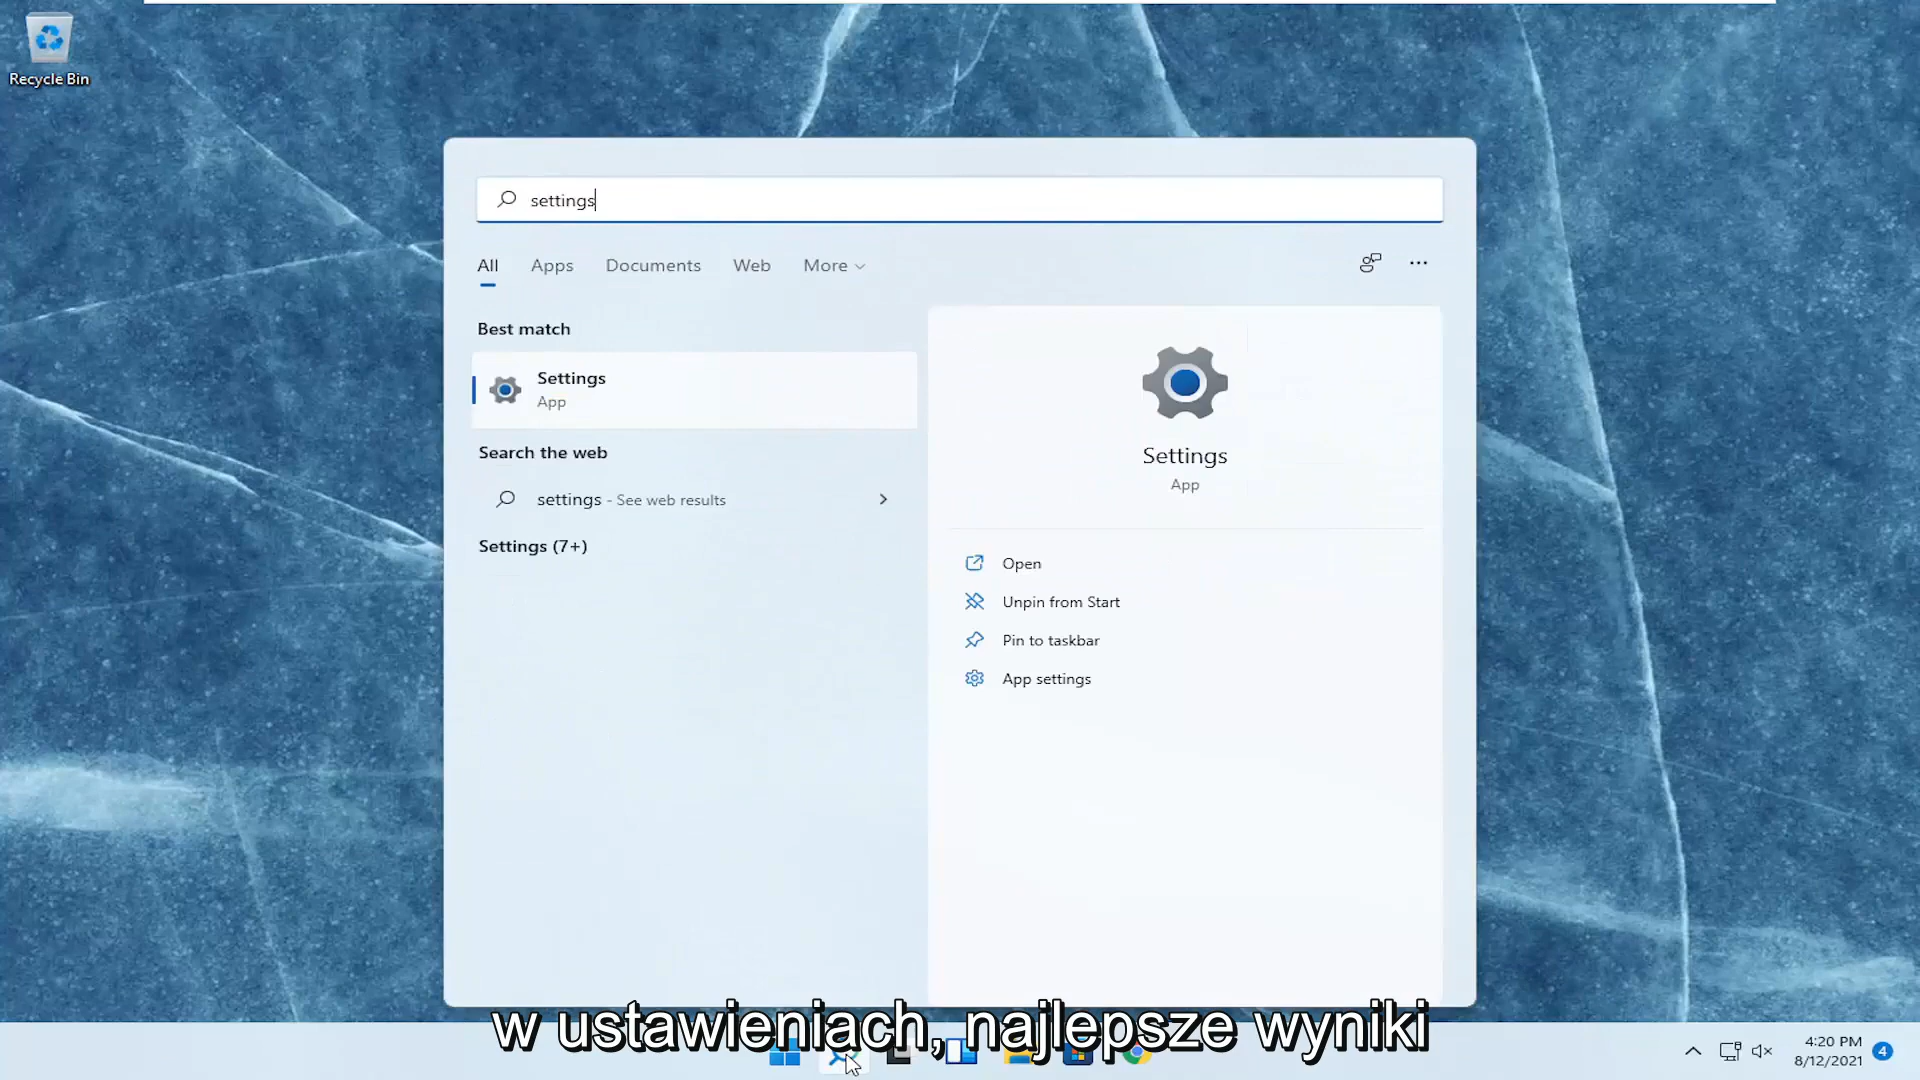 Recycle Bin
settings
All Apps Documents Web More
Best match
Settings
App
Search the web
settings - See web results
Settings (7+)
Settings
App
Open
Unpin from Start
Pin to taskbar
App settings
w ustawieniach, najlepsze wyniki
4:20 PM
8/12/2021
4